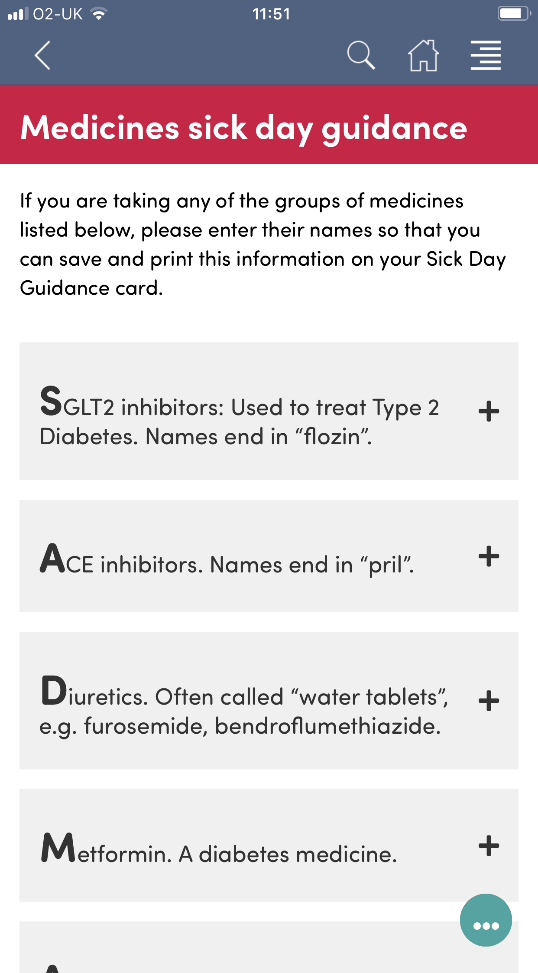 O2-UK 11:51
Medicines sick day guidance
If you are taking any of the groups of medicines
listed below, please enter their names so that you
can save and print this information on your Sick Day
Guidance card.
SGLT2 inhibitors: Used to treat Type 2
Diabetes. Names end in “flozin”.
ACE inhibitors. Names end in “pril”.
Diuretics. Often called “water tablets”,
e.g. furosemide, bendroflumethiazide.
Metformin. A diabetes medicine.